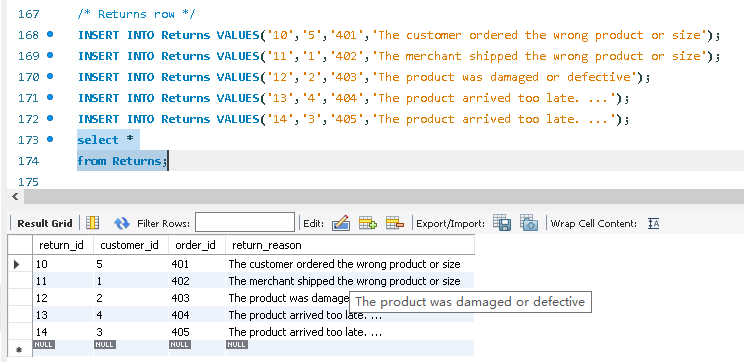 167 /* Returns row */
168 INSERT INTO Returns VALUES('10','5','401','The customer ordered the wrong product or size');
169 INSERT INTO Returns VALUES('11','1','402','The merchant shipped the wrong product or size');
170 INSERT INTO Returns VALUES('12','2','403','The product was damaged or defective');
171 INSERT INTO Returns VALUES('13','4','404','The product arrived too late. ...');
172 INSERT INTO Returns VALUES('14','3','405','The product arrived too late. ...');
173 select *
174 from Returns;
175
Result Grid Filter Rows: Edit: Export/Import: Wrap Cell Content: IA
return_id customer_id order_id return_reason
10 5 401 The customer ordered the wrong product or size
11 1 402 The merchant shipped the wrong product or size
12 2 403 The product was damage
The product was damaged or defective
13 4 404 The product arrived too late. ...
14 3 405 The product arrived too late. ...
NULL NULL NULL NULL